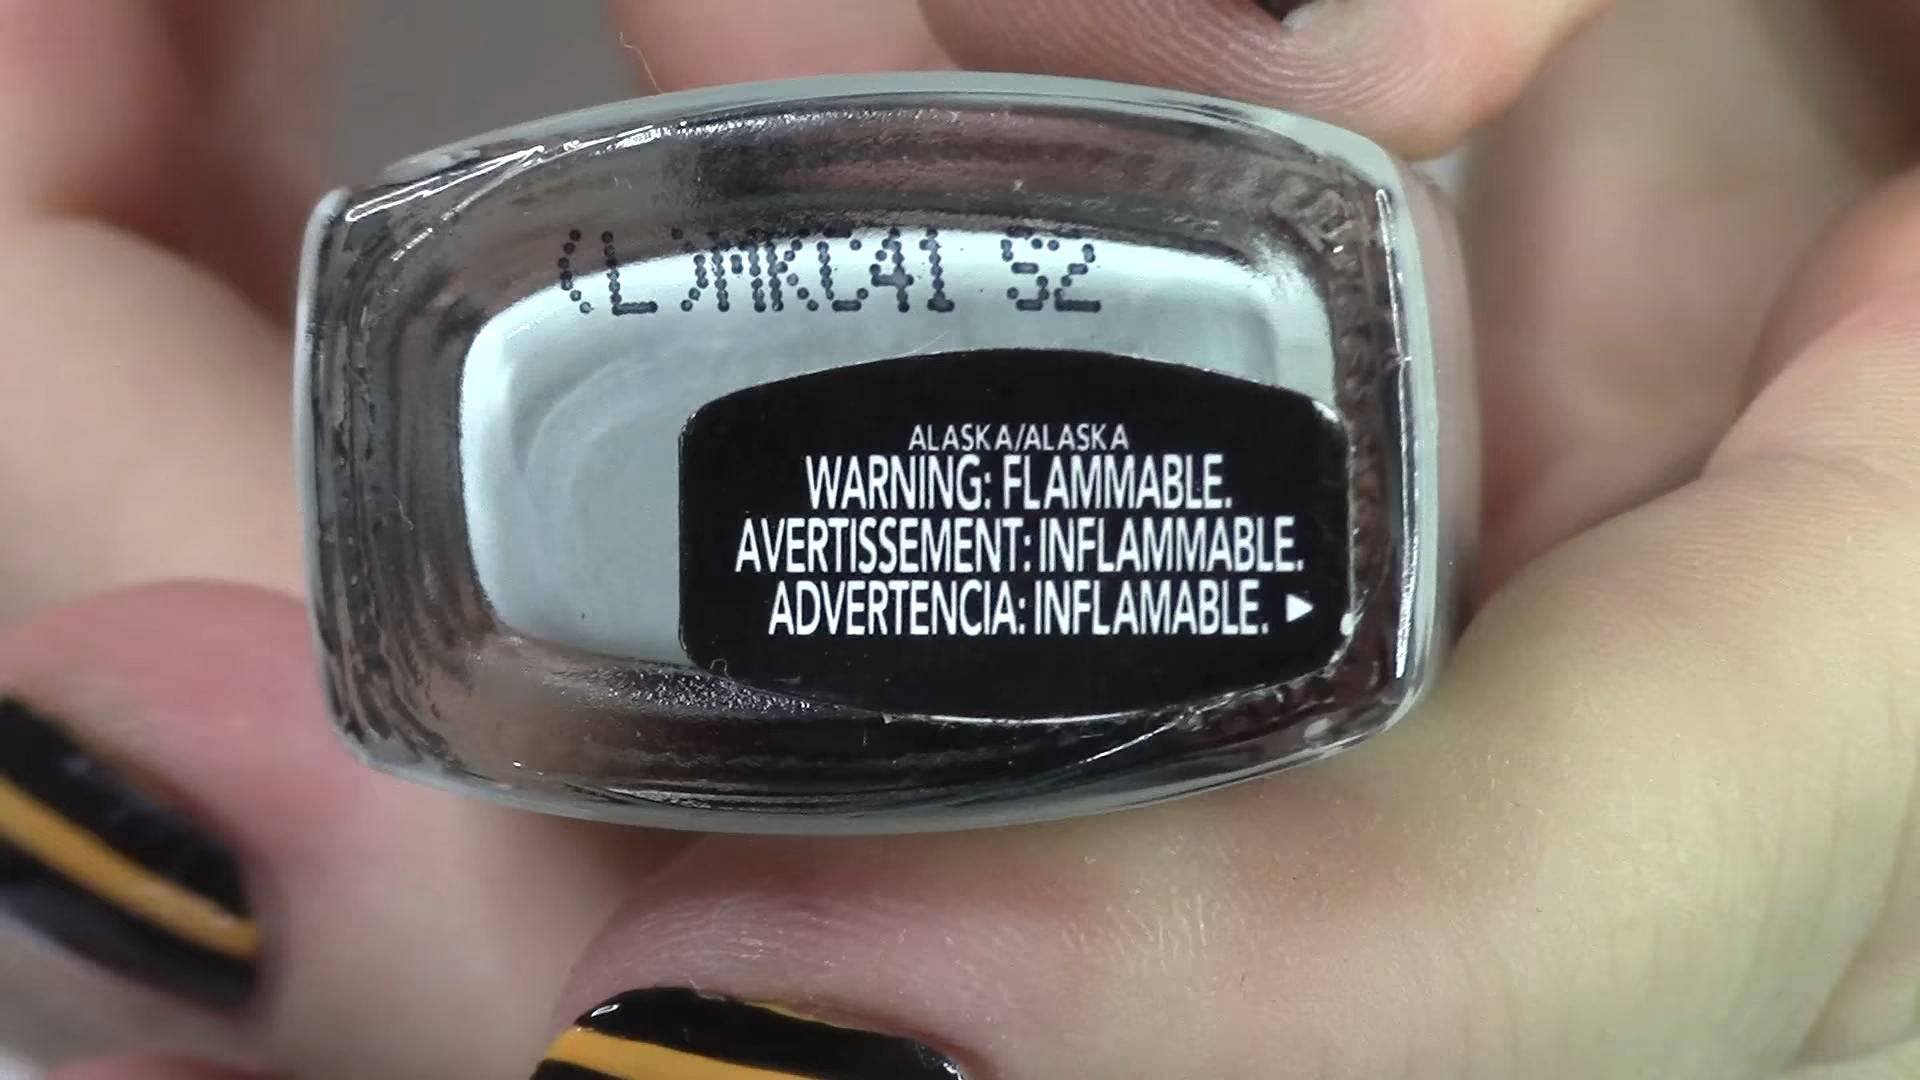 ALASKA/ALASKA
WARNING: FLAMMABLE.
AVERTISSEMENT: INFLAMMABLE.
ADVERTENCIA: INFLAMABLE.